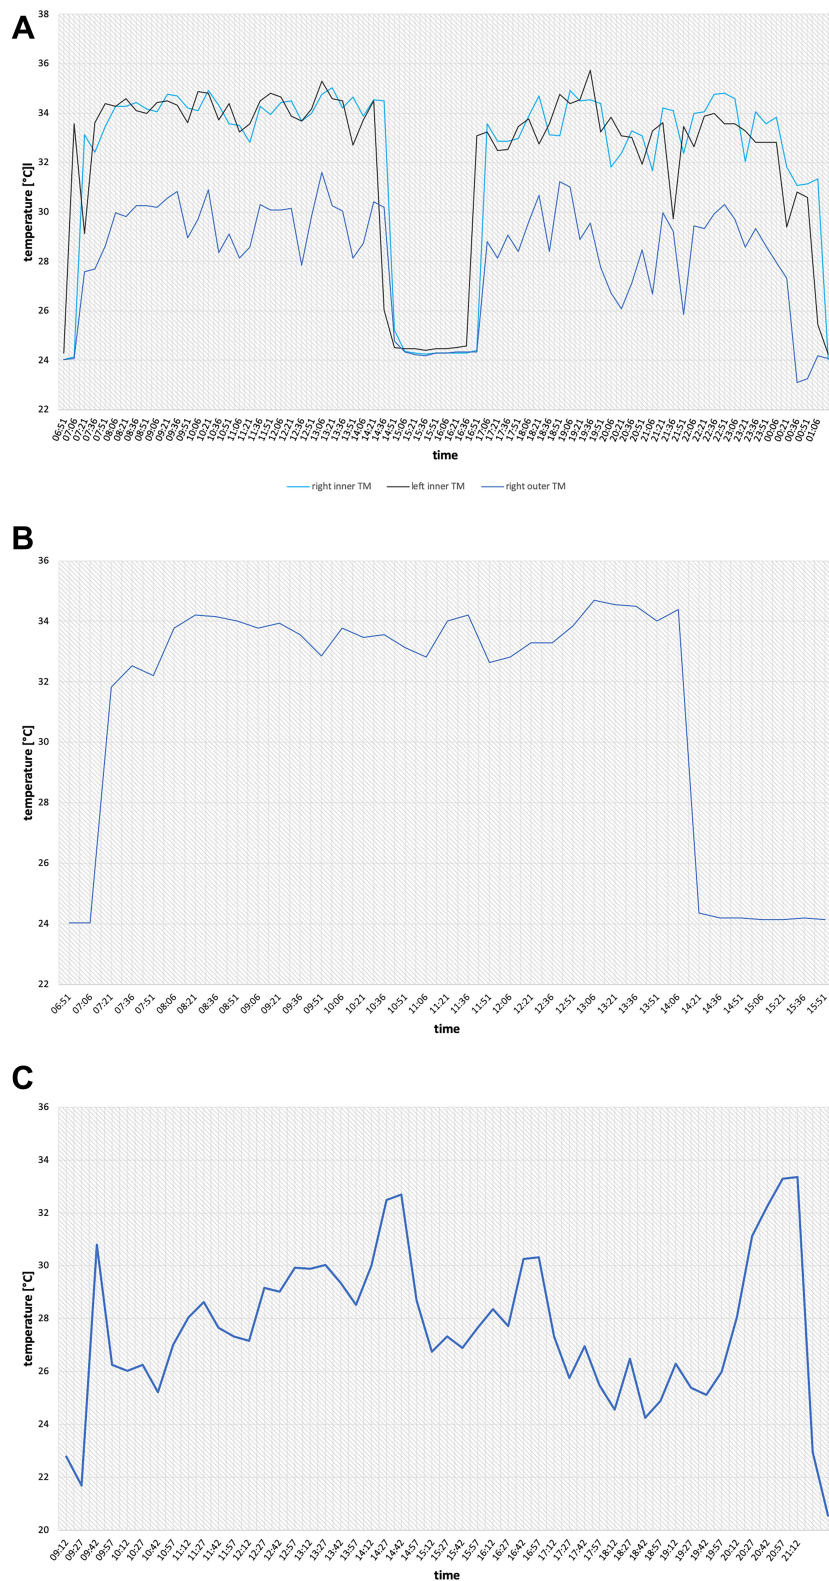 A
38
36
34
32
30
28
26
24
22
temperature [°C]l
06:51 07:06 07:21 07:36 07:51 08:06 08:21 08:36 08:51 09:06 09:21 09:36 09:51 10:06 10:21 10:36 10:51 11:06 11:21 11:36 11:51 12:06 12:21 12:36 12:51 13:06 13:21 13:36 13:51 14:06 14:21 14:36 14:51 15:06 15:21 15:36 15:51 16:06 16:21 16:36 16:51 17:06 17:21 17:36 17:51 18:06 18:21 18:36 18:51 19:06 19:21 19:36 19:51 20:06 20:21 20:36 20:51 21:06 21:21 21:36 21:51 22:06 22:21 22:36 22:51 23:06 23:21 23:36 23:51 00:06 00:21 00:36 00:51 01:06
time
right inner TM left inner TM right outer TM
B
36
34
32
30
28
26
24
22
temperature [°C]
06:51 07:06 07:21 07:36 07:51 08:06 08:21 08:36 08:51 09:06 09:21 09:36 09:51 10:06 10:21 10:36 10:51 11:06 11:21 11:36 11:51 12:06 12:21 12:36 12:51 13:06 13:21 13:36 13:51 14:06 14:21 14:36 14:51 15:06 15:21 15:36 15:51
time
C
36
34
32
30
28
26
24
22
20
temperature [°C]
09:12 09:27 09:42 09:57 10:12 10:27 10:42 10:57 11:12 11:27 11:42 11:57 12:12 12:27 12:42 12:57 13:12 13:27 13:42 13:57 14:12 14:27 14:42 14:57 15:12 15:27 15:42 15:57 16:12 16:27 16:42 16:57 17:12 17:27 17:42 17:57 18:12 18:27 18:42 18:57 19:12 19:27 19:42 19:57 20:12 20:27 20:42 20:57 21:12
time